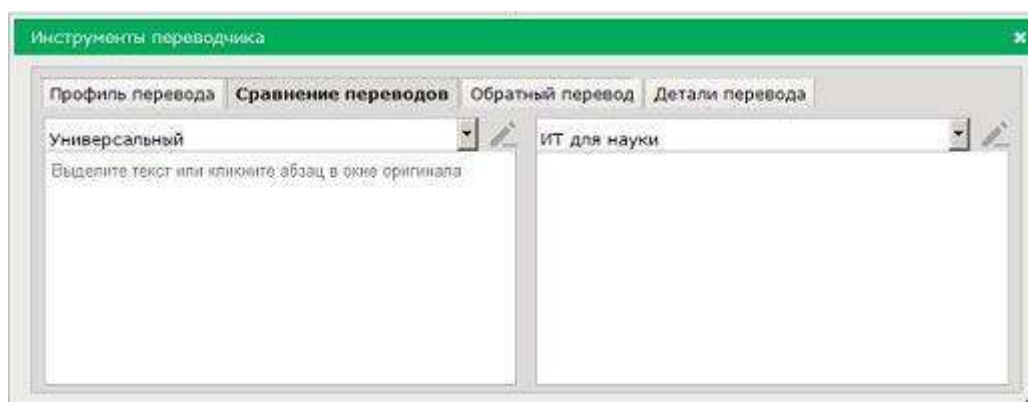 Инструменты переводчика
Профиль перевода Сравнение переводов Обратный перевод Детали перевода
Универсальный ИТ для науки
Выделите текст или кликните абзац в окне оригинала